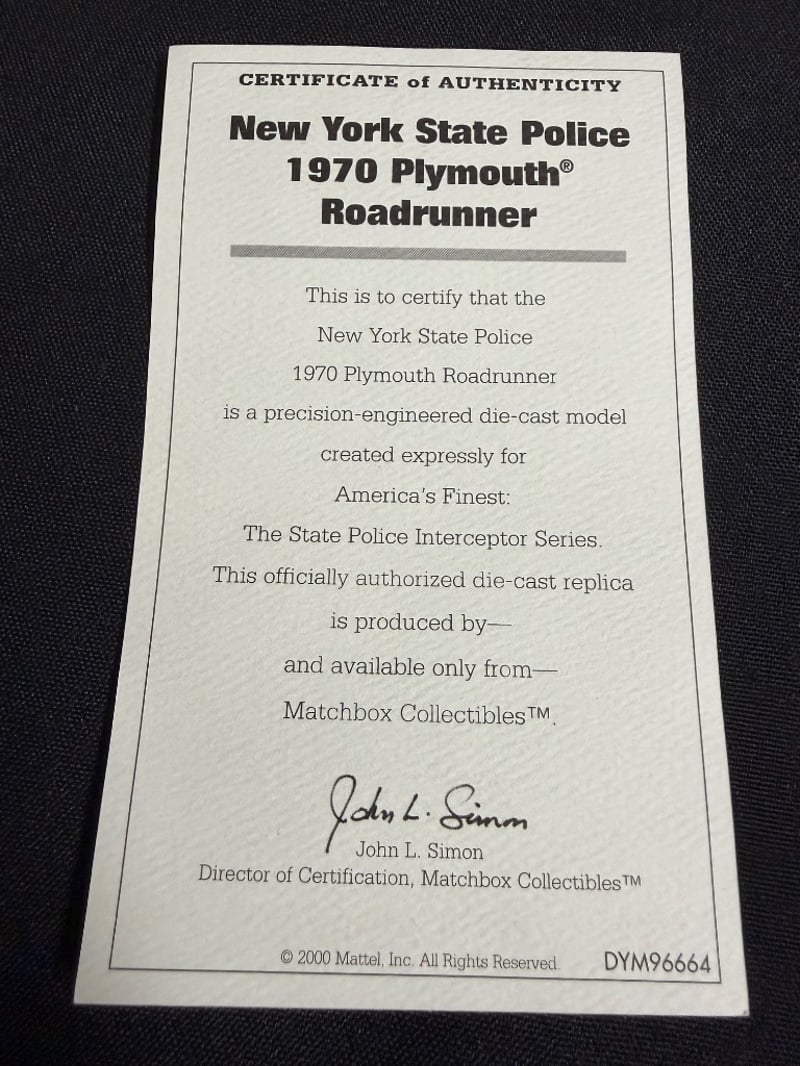 CERTIFICATE of AUTHENTICITY
New York State Police
1970 Plymouth®
Roadrunner
This is to certify that the
New York State Police
1970 Plymouth Roadrunner
is a precision-engineered die-cast model
created expressly for
America's Finest:
The State Police Interceptor Series.
This officially authorized die-cast replica
is produced by—
and available only from—
Matchbox Collectibles™.
John L. Simon
John L. Simon
Director of Certification, Matchbox Collectibles™
© 2000 Mattel, Inc. All Rights Reserved. DYM96664